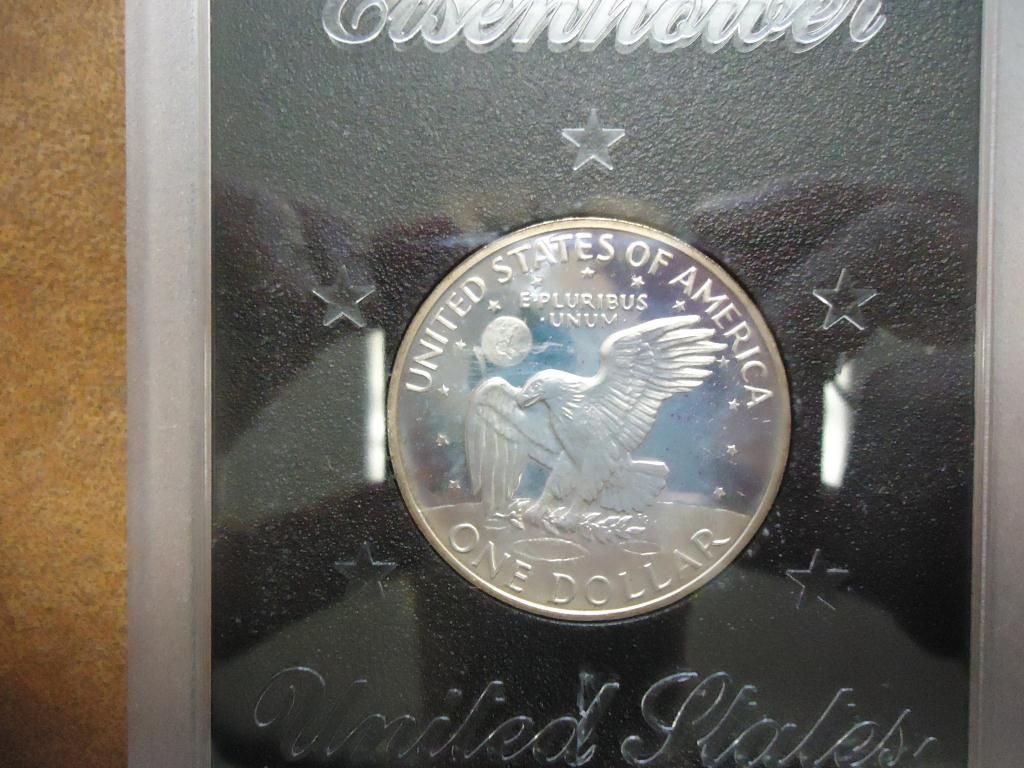 Eisenhower
UNITED STATES OF AMERICA
E PLURIBUS
·UNUM·
ONE DOLLAR
United States